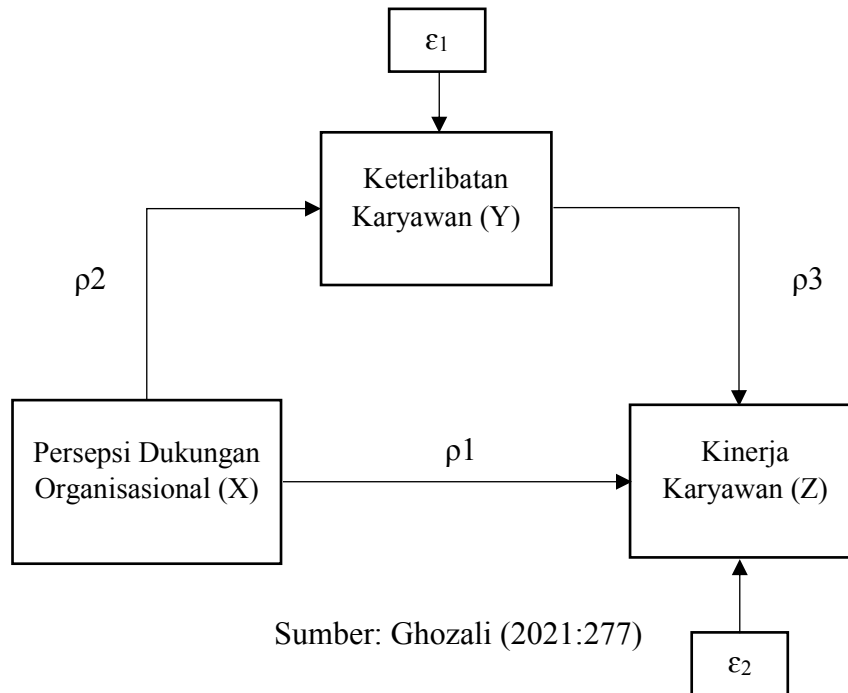 ε₁
Keterlibatan
Karyawan (Y)
ρ2
ρ3
Persepsi Dukungan
Organisasional (X)
ρ1
Kinerja
Karyawan (Z)
Sumber: Ghozali (2021:277)
ε₂